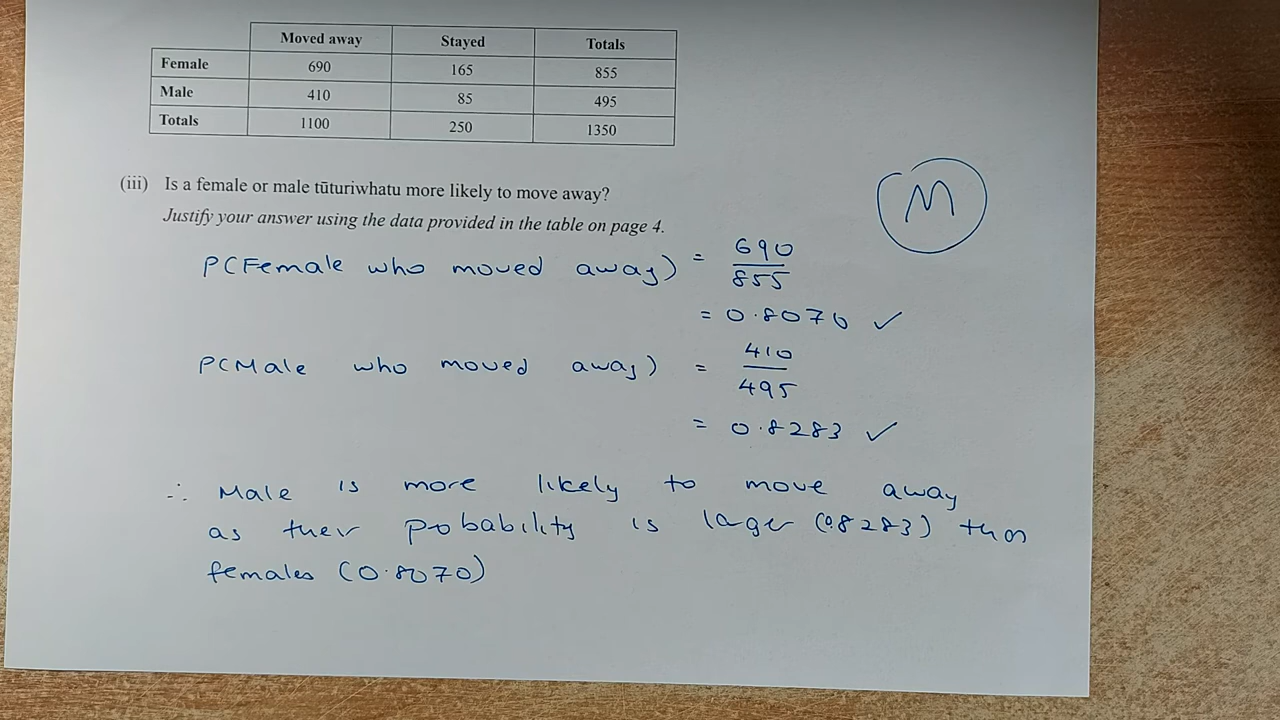 Moved away Stayed Totals
Female 690 165 855
Male 410 85 495
Totals 1100 250 1350
(iii) Is a female or male tūturiwhatu more likely to move away?
Justify your answer using the data provided in the table on page 4.
M
P(Female who moved away) = 690/855
= 0.8070 ✓
P(Male who moved away) = 410/495
= 0.8283 ✓
∴ Male is more likely to move away
as their probability is larger (0.8283) than
females (0.8070)